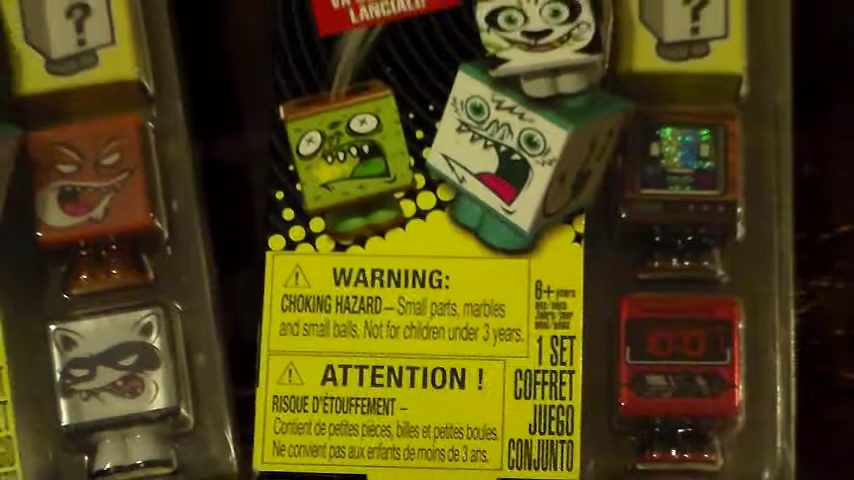 ?
?
LANCIALI!
WARNING:
CHOKING HAZARD – Small parts, marbles
and small balls. Not for children under 3 years.
6+ years
ATTENTION !
RISQUE D'ÉTOUFFEMENT –
Contient de petites pièces, billes et petites boules.
Ne convient pas aux enfants de moins de 3 ans.
1 SET
COFFRET
JUEGO
CONJUNTO